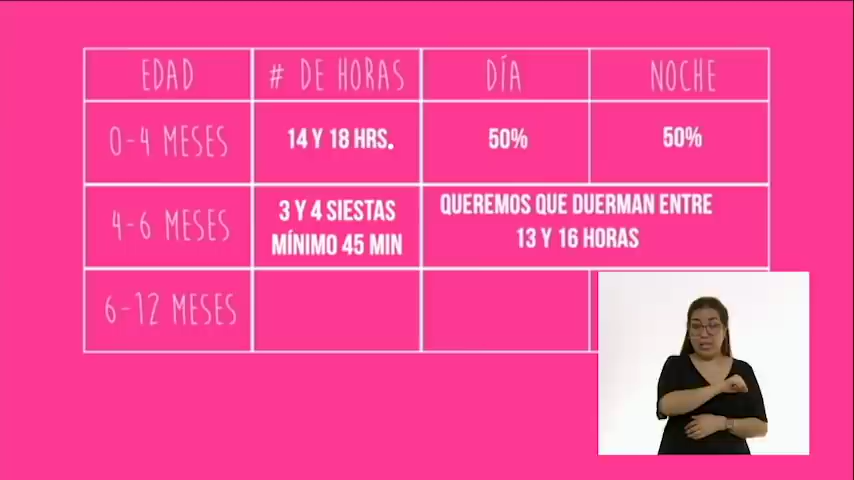 EDAD # DE HORAS DÍA NOCHE
0-4 MESES 14 Y 18 HRS. 50% 50%
4-6 MESES 3 Y 4 SIESTAS MÍNIMO 45 MIN QUEREMOS QUE DUERMAN ENTRE 13 Y 16 HORAS
6-12 MESES